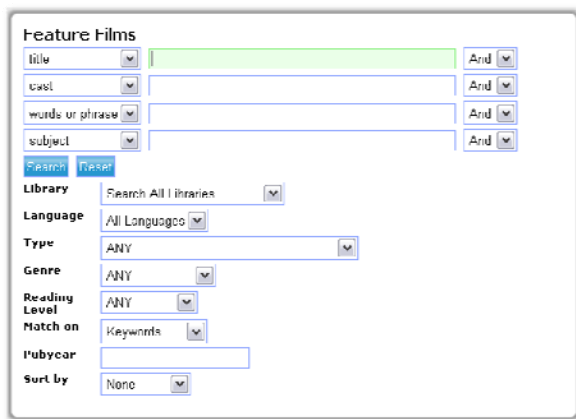 Feature Films
title And
cast And
words or phrase And
subject And
Search Reset
Library Search All Libraries
Language All Languages
Type ANY
Genre ANY
Reading Level ANY
Match on Keywords
Pubyear
Sort by None